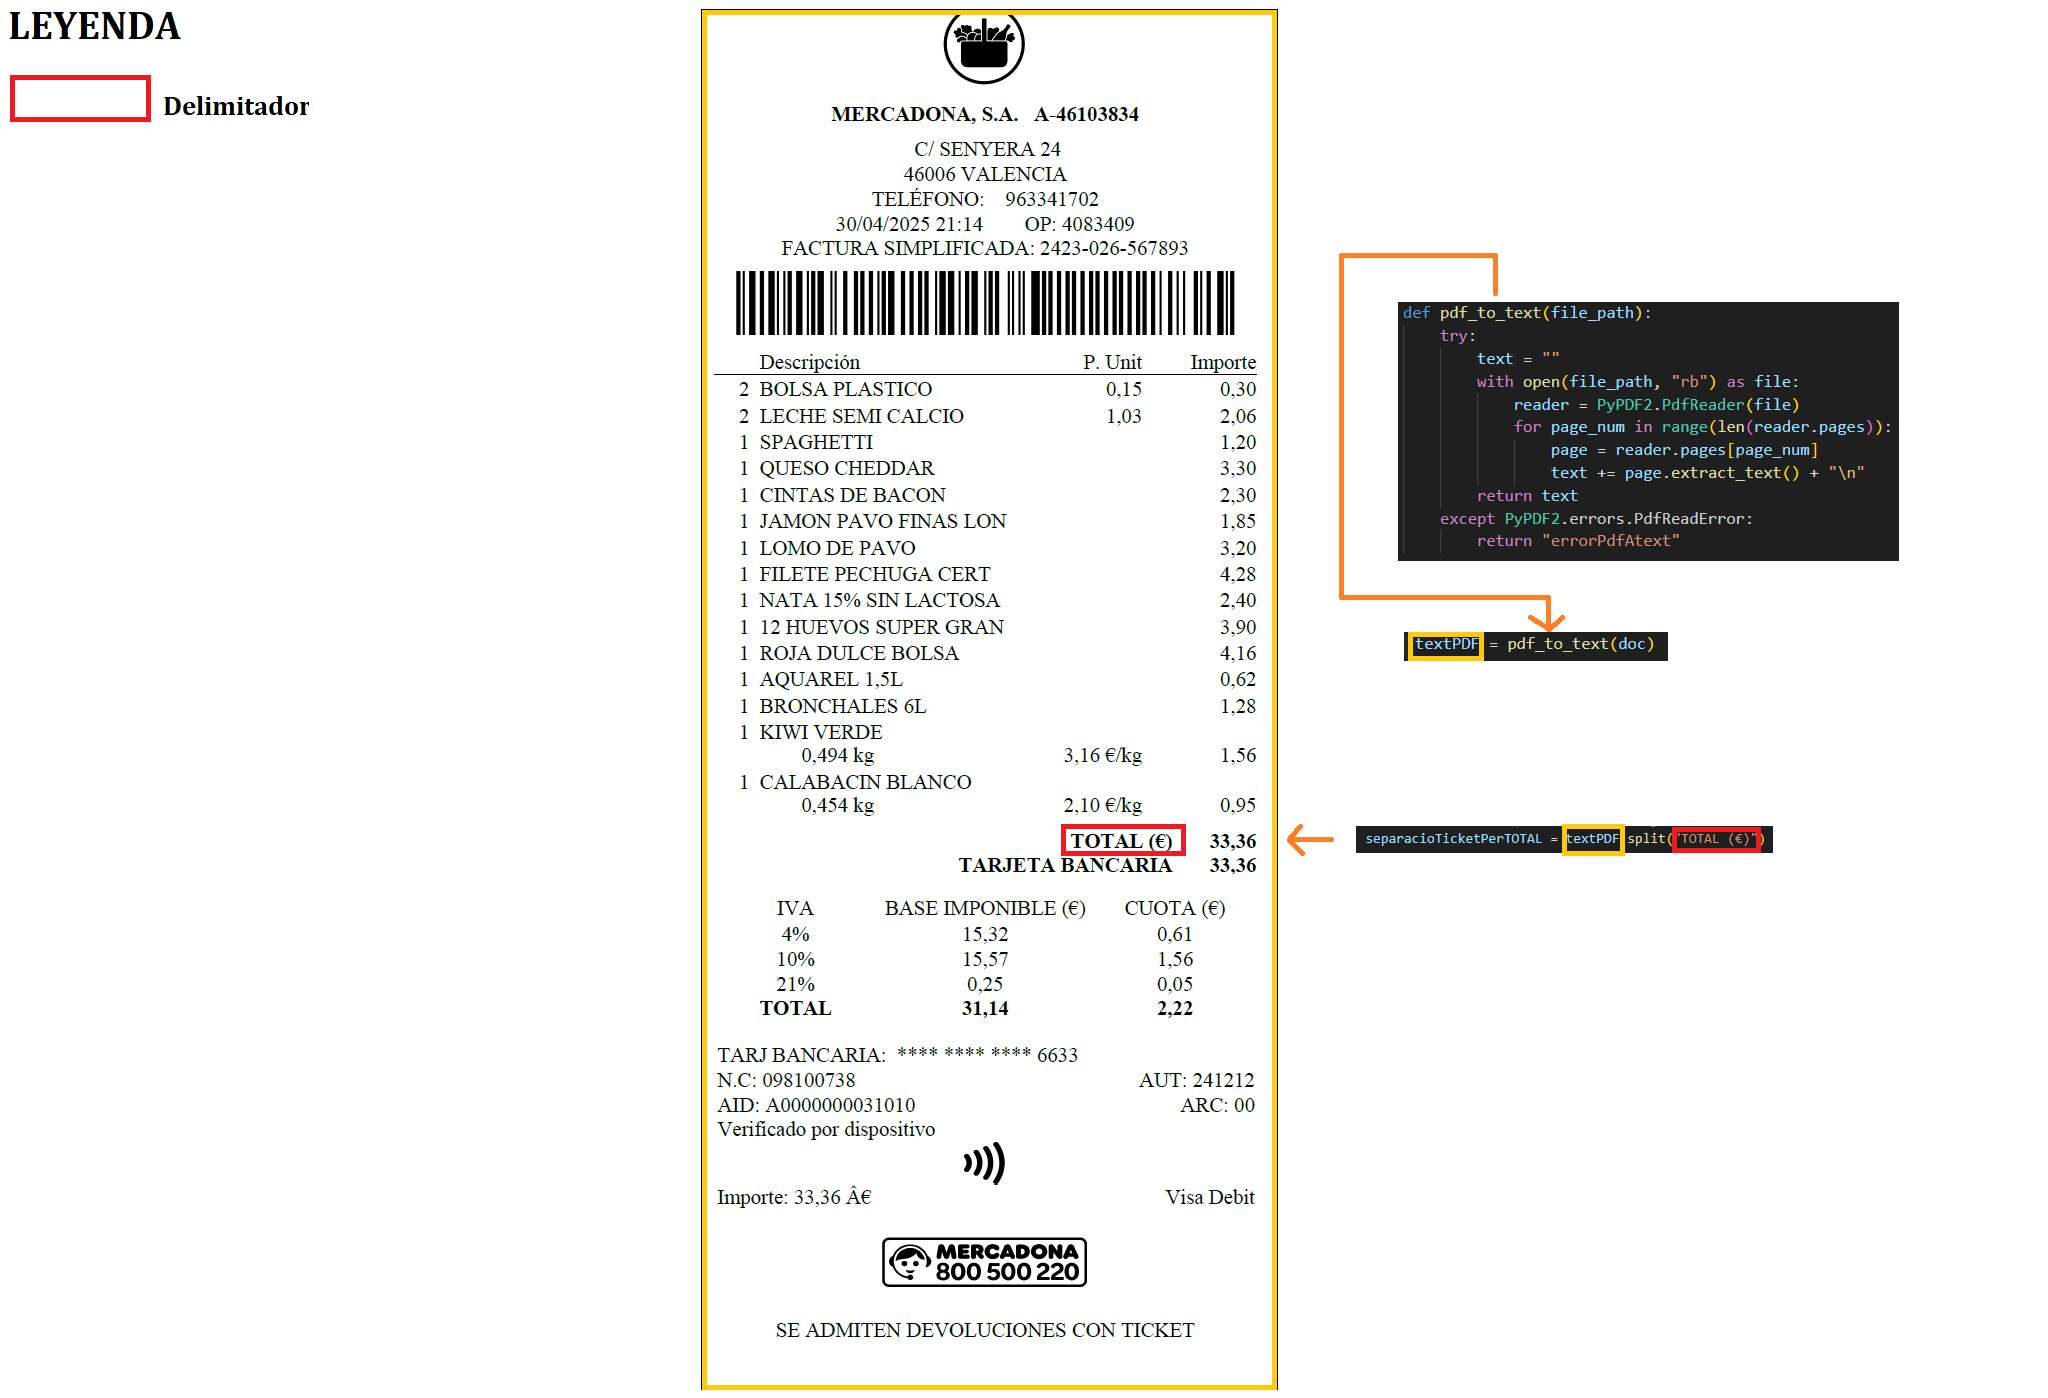 LEYENDA
Delimitador
MERCADONA, S.A. A-46103834
C/ SENYERA 24
46006 VALENCIA
TELÉFONO: 963341702
30/04/2025 21:14 OP: 4083409
FACTURA SIMPLIFICADA: 2423-026-567893
Descripción P. Unit Importe
2 BOLSA PLASTICO 0,15 0,30
2 LECHE SEMI CALCIO 1,03 2,06
1 SPAGHETTI 1,20
1 QUESO CHEDDAR 3,30
1 CINTAS DE BACON 2,30
1 JAMON PAVO FINAS LON 1,85
1 LOMO DE PAVO 3,20
1 FILETE PECHUGA CERT 4,28
1 NATA 15% SIN LACTOSA 2,40
1 12 HUEVOS SUPER GRAN 3,90
1 ROJA DULCE BOLSA 4,16
1 AQUAREL 1,5L 0,62
1 BRONCHALES 6L 1,28
1 KIWI VERDE
0,494 kg 3,16 €/kg 1,56
1 CALABACIN BLANCO
0,454 kg 2,10 €/kg 0,95
TOTAL (€) 33,36
TARJETA BANCARIA 33,36
IVA BASE IMPONIBLE (€) CUOTA (€)
4% 15,32 0,61
10% 15,57 1,56
21% 0,25 0,05
TOTAL 31,14 2,22
TARJ BANCARIA: **** **** **** 6633
N.C: 098100738 AUT: 241212
AID: A0000000031010 ARC: 00
Verificado por dispositivo
Importe: 33,36 Â€ Visa Debit
MERCADONA
800 500 220
SE ADMITEN DEVOLUCIONES CON TICKET
def pdf_to_text(file_path):
try:
text = ""
with open(file_path, "rb") as file:
reader = PyPDF2.PdfReader(file)
for page_num in range(len(reader.pages)):
page = reader.pages[page_num]
text += page.extract_text() + "\n"
return text
except PyPDF2.errors.PdfReadError:
return "errorPdfAtext"
textPDF = pdf_to_text(doc)
separacioTicketPerTOTAL = textPDF.split("TOTAL (€)")